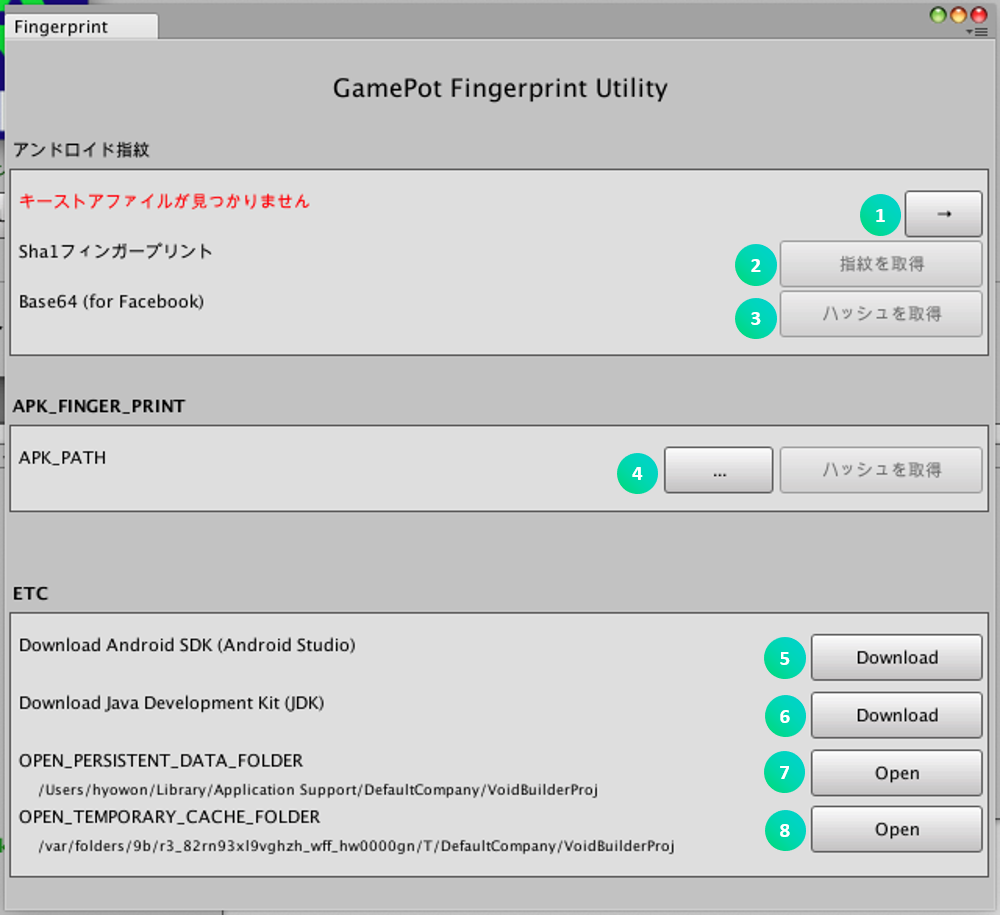 Fingerprint
GamePot Fingerprint Utility
アンドロイド指紋
キーストアファイルが見つかりません
1 →
Sha1フィンガープリント
2 指紋を取得
Base64 (for Facebook)
3 ハッシュを取得
APK_FINGER_PRINT
APK_PATH
4 ... ハッシュを取得
ETC
Download Android SDK (Android Studio)
5 Download
Download Java Development Kit (JDK)
6 Download
OPEN_PERSISTENT_DATA_FOLDER
7 Open
/Users/hyowon/Library/Application Support/DefaultCompany/VoidBuilderProj
OPEN_TEMPORARY_CACHE_FOLDER
8 Open
/var/folders/9b/r3_82rn93xl9vghzh_wff_hw0000gn/T/DefaultCompany/VoidBuilderProj